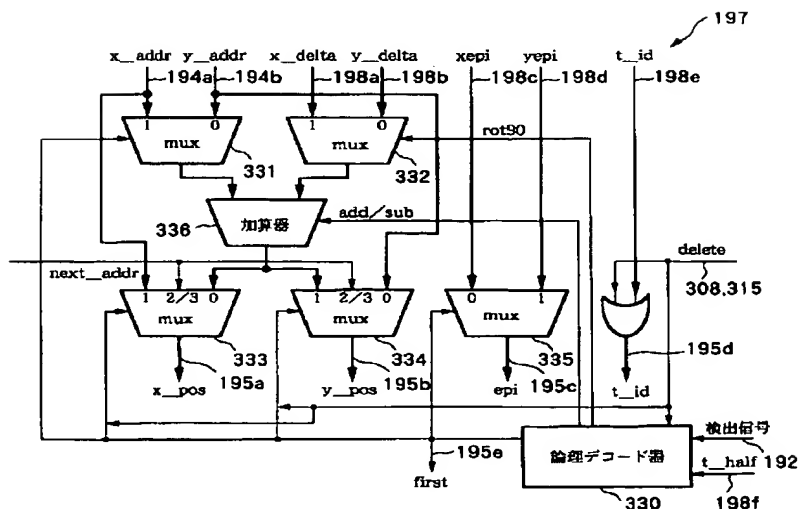 197
x_addr y_addr x_delta y_delta xepi yepi t_id
194a 194b 198a 198b 198c 198d 198e
1 0 1 0
mux mux
rot90
331 332
加算器 add/sub
336
delete
next_addr
308,315
1 2/3 0 1 2/3 0 0 1
mux mux mux
333 334 335
195a 195b 195c 195d
x_pos y_pos epi t_id
195e
first
論理デコード器
検出信号
192
t_half
198f
330